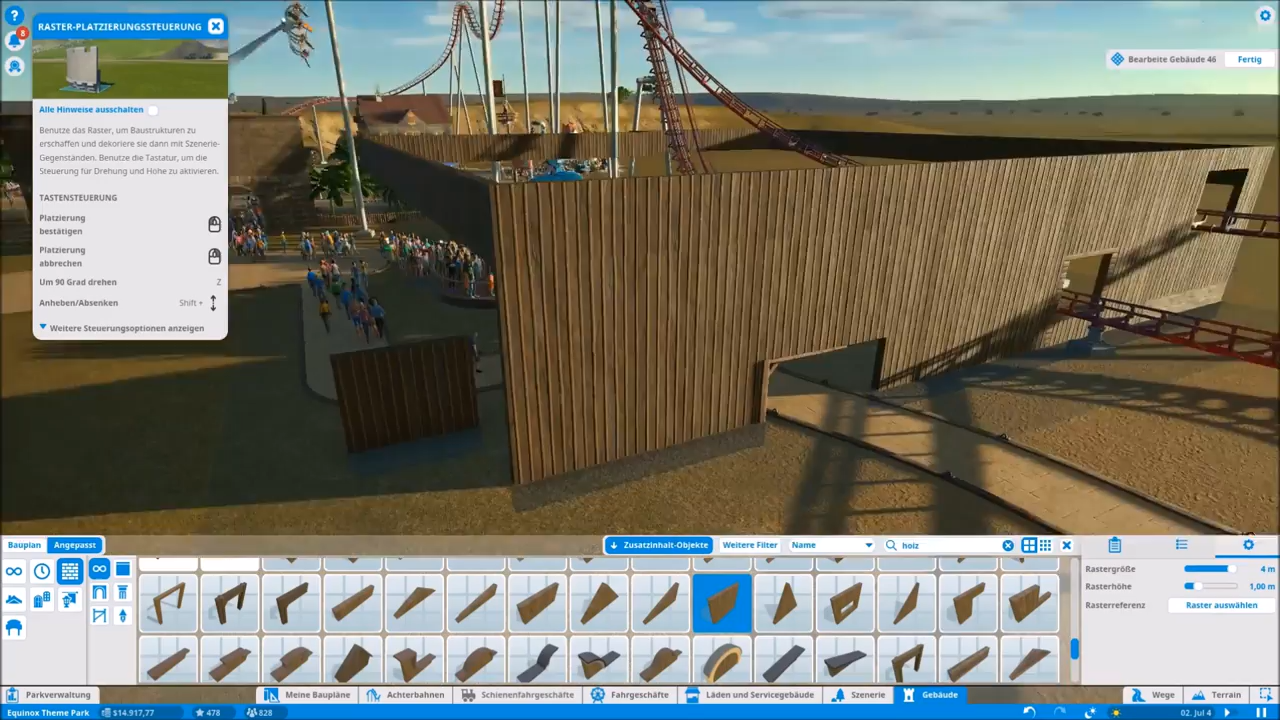 ?
8
RASTER-PLATZIERUNGSSTEUERUNG
Alle Hinweise ausschalten
Benutze das Raster, um Baustrukturen zu
erschaffen und dekoriere sie dann mit Szenerie-
Gegenständen. Benutze die Tastatur, um die
Steuerung für Drehung und Höhe zu aktivieren.
TASTENSTEUERUNG
Platzierung
bestätigen
Platzierung
abbrechen
Um 90 Grad drehen Z
Anheben/Absenken Shift +
Weitere Steuerungsoptionen anzeigen
Bearbeite Gebäude 46 Fertig
Bauplan Angepasst Zusatzinhalt-Objekte Weitere Filter Name holz
Rastergröße 4 m
Rasterhöhe 1,00 m
Rasterreferenz Raster auswählen
Parkverwaltung Meine Baupläne Achterbahnen Schienenfahrgeschäfte Fahrgeschäfte Läden und Servicegebäude Szenerie Gebäude Wege Terrain
Equinox Theme Park $14.917,77 478 828 02. Jul 4